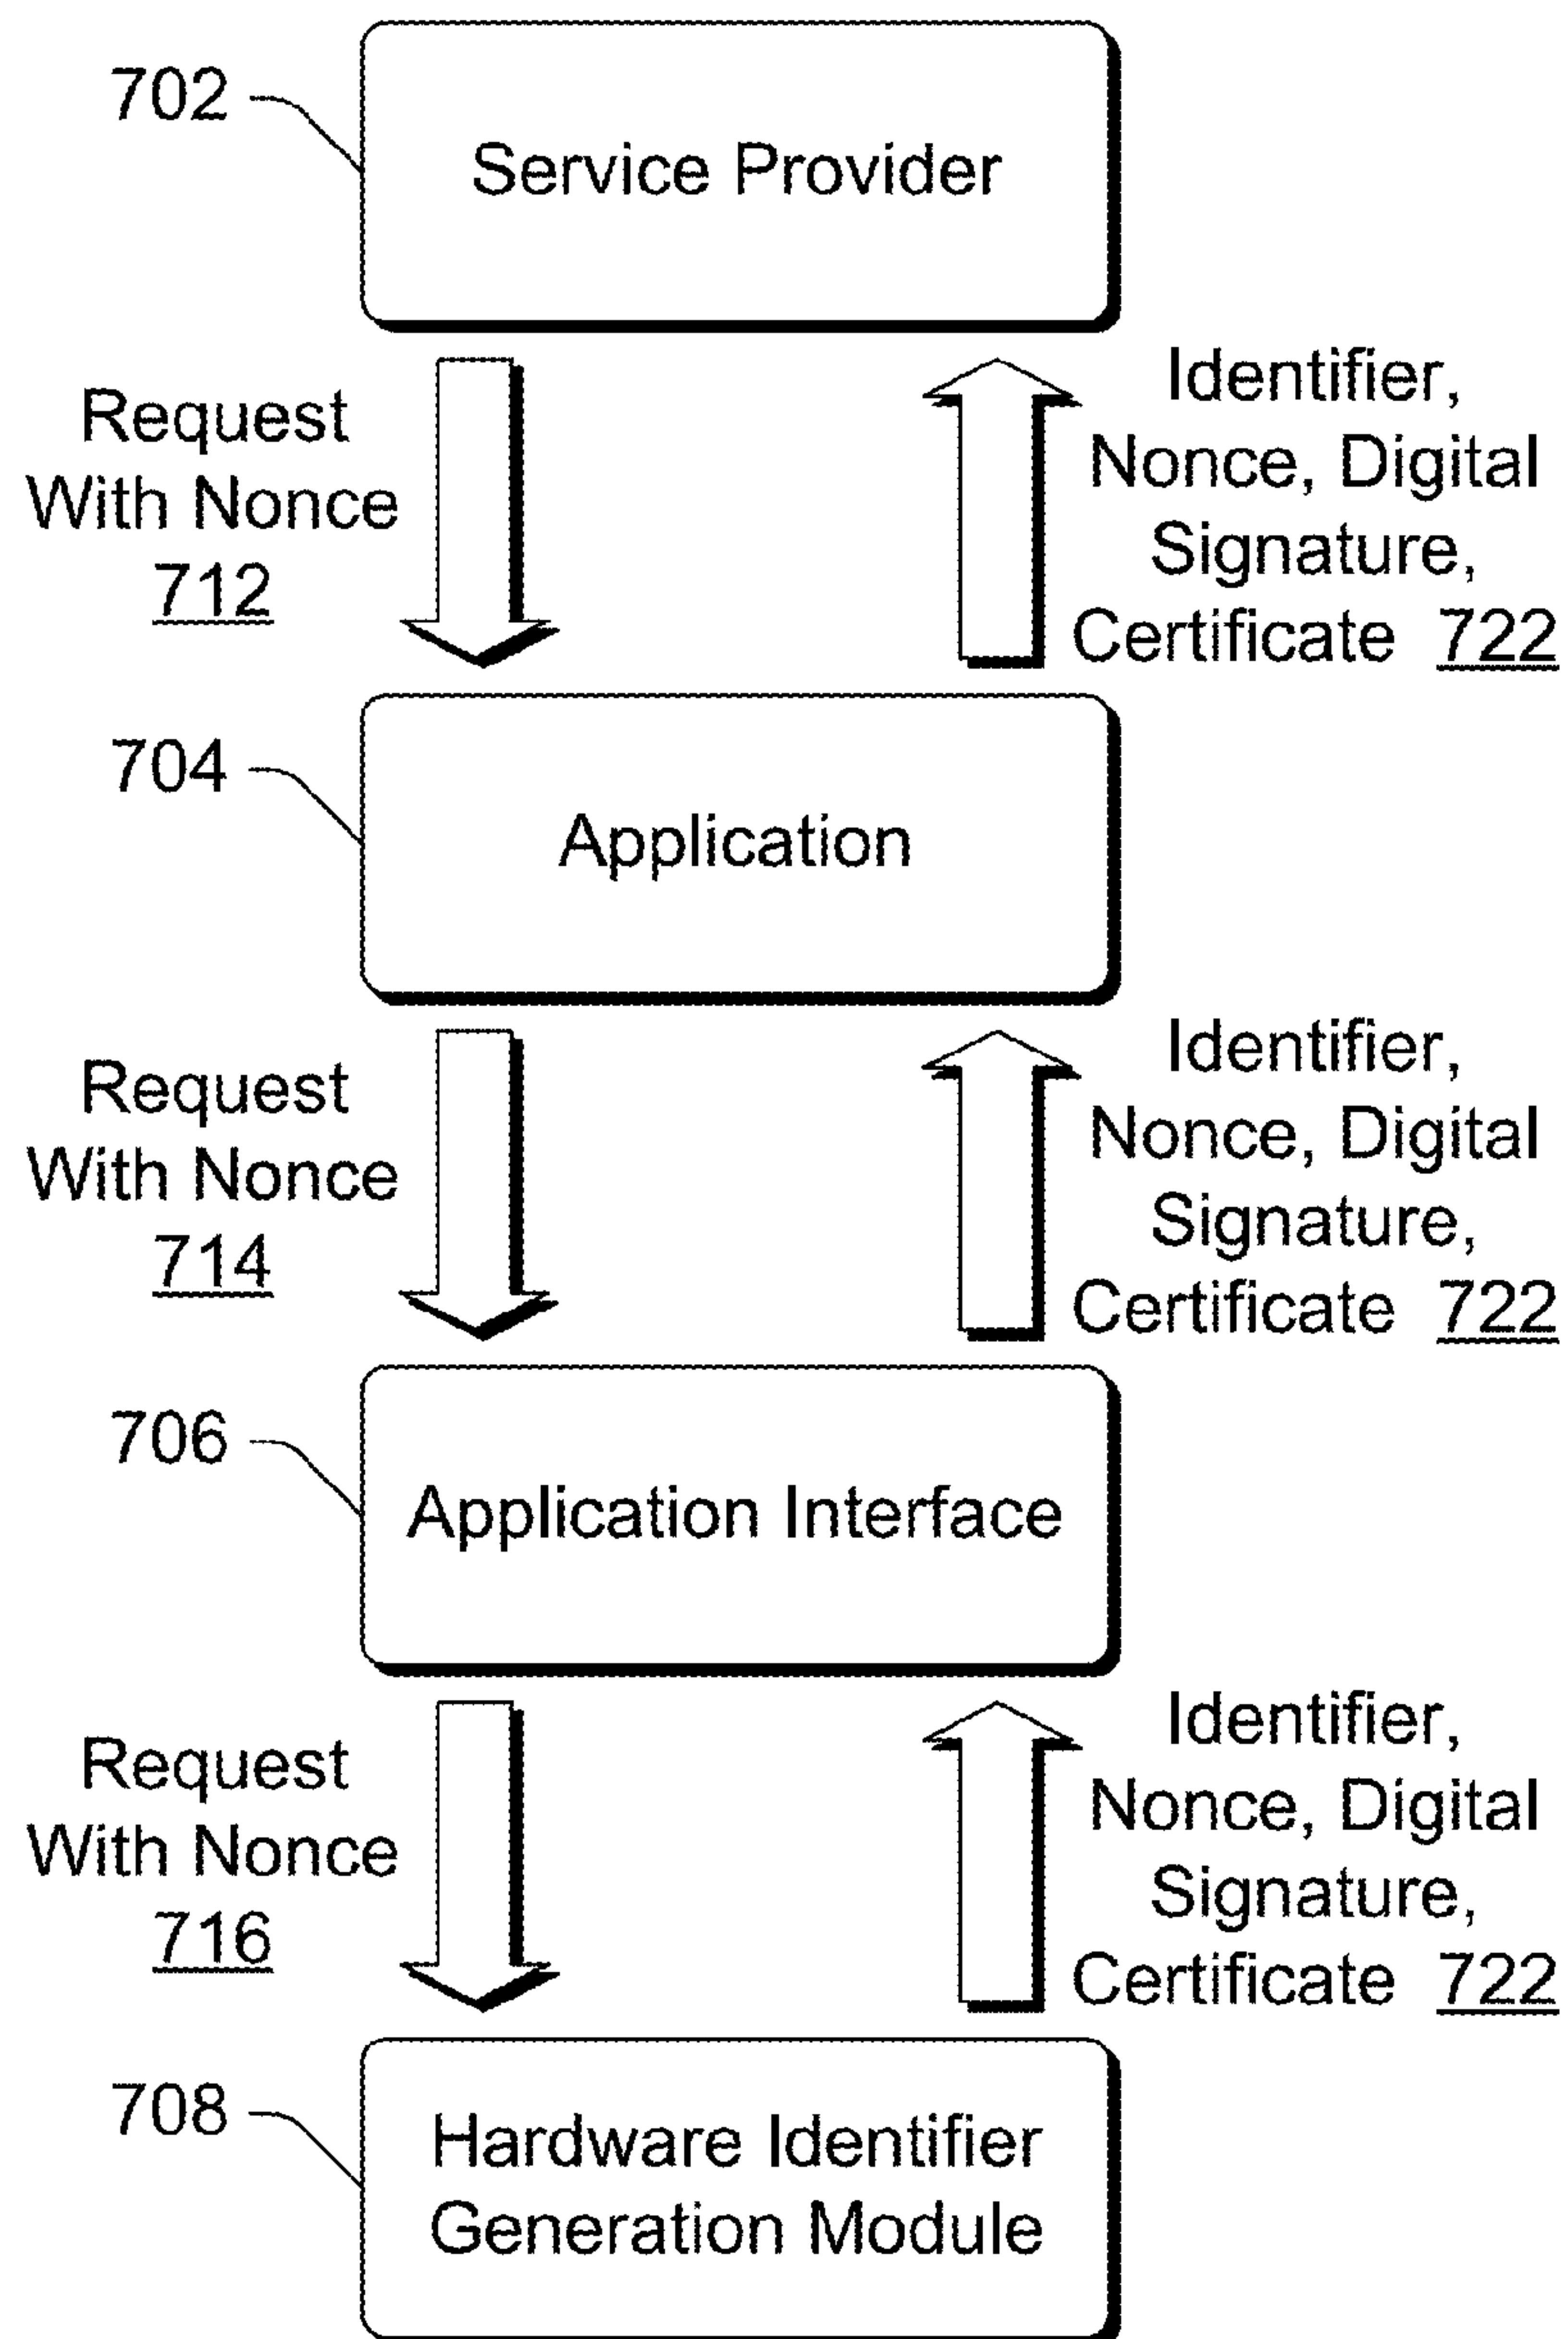 702
Service Provider
Request
With Nonce
712
Identifier,
Nonce, Digital
Signature,
Certificate 722
704
Application
Request
With Nonce
714
Identifier,
Nonce, Digital
Signature,
Certificate 722
706
Application Interface
Request
With Nonce
716
Identifier,
Nonce, Digital
Signature,
Certificate 722
708
Hardware Identifier
Generation Module